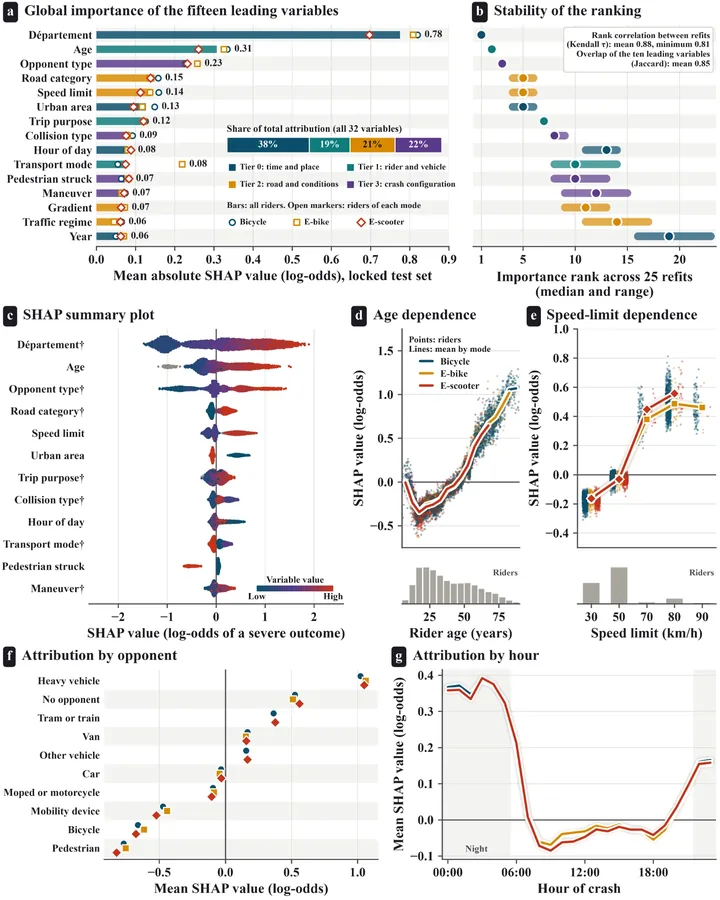 a Global importance of the fifteen leading variables
Département
Age
Opponent type
Road category
Speed limit
Urban area
Trip purpose
Collision type
Hour of day
Transport mode
Pedestrian struck
Maneuver
Gradient
Traffic regime
Year
0.78
0.31
0.23
0.15
0.14
0.13
0.12
0.09
0.08
0.08
0.07
0.07
0.07
0.06
0.06
Share of total attribution (all 32 variables)
38% 19% 21% 22%
Tier 0: time and place Tier 1: rider and vehicle
Tier 2: road and conditions Tier 3: crash configuration
Bars: all riders. Open markers: riders of each mode
Bicycle E-bike E-scooter
0.0 0.1 0.2 0.3 0.4 0.5 0.6 0.7 0.8 0.9
Mean absolute SHAP value (log-odds), locked test set
b Stability of the ranking
Rank correlation between refits
(Kendall τ): mean 0.88, minimum 0.81
Overlap of the ten leading variables
(Jaccard): mean 0.85
1 5 10 15 20
Importance rank across 25 refits
(median and range)
c SHAP summary plot
Département†
Age
Opponent type†
Road category†
Speed limit
Urban area
Trip purpose†
Collision type†
Hour of day
Transport mode†
Pedestrian struck
Maneuver†
Variable value
Low High
−2 −1 0 1 2
SHAP value (log-odds of a severe outcome)
d Age dependence
Points: riders
Lines: mean by mode
Bicycle
E-bike
E-scooter
SHAP value (log-odds)
1.5
1.0
0.5
0.0
−0.5
Riders
25 50 75
Rider age (years)
e Speed-limit dependence
SHAP value (log-odds)
1.0
0.8
0.6
0.4
0.2
0.0
−0.2
−0.4
Riders
30 50 70 80 90
Speed limit (km/h)
f Attribution by opponent
Heavy vehicle
No opponent
Tram or train
Van
Other vehicle
Car
Moped or motorcycle
Mobility device
Bicycle
Pedestrian
−0.5 0.0 0.5 1.0
Mean SHAP value (log-odds)
g Attribution by hour
Mean SHAP value (log-odds)
0.4
0.3
0.2
0.1
0.0
−0.1
Night
00:00 06:00 12:00 18:00
Hour of crash